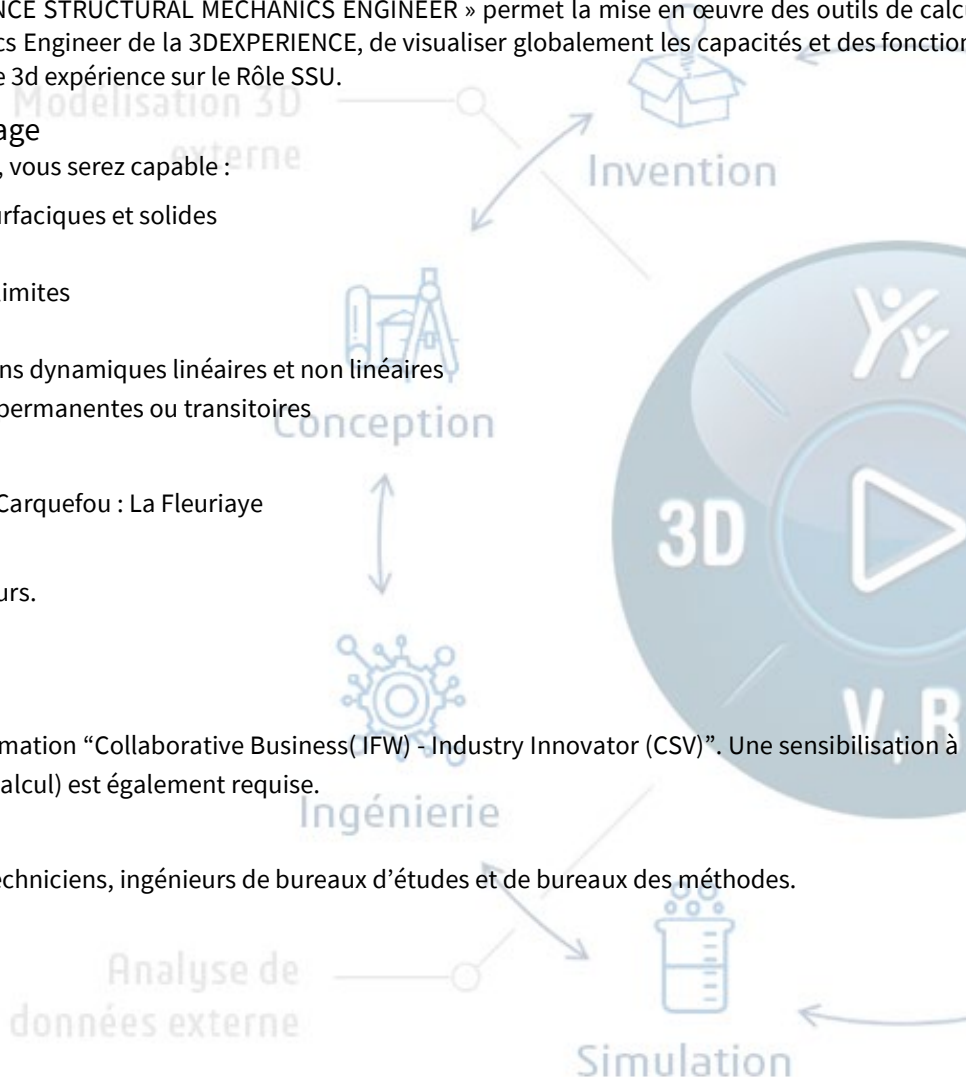 NCE STRUCTURAL MECHANICS ENGINEER » permet la mise en œuvre des outils de calcu
cs Engineer de la 3DEXPERIENCE, de visualiser globalement les capacités et des fonction
e 3d expérience sur le Rôle SSU.
Modélisation 3D
externe
age
, vous serez capable :
Invention
urfaciques et solides
Limites
ns dynamiques linéaires et non linéaires
permanentes ou transitoires
Conception
Carquefou : La Fleuriaye
3D
urs.
V,R
mation “Collaborative Business( IFW) - Industry Innovator (CSV)”. Une sensibilisation à
alcul) est également requise.
Ingénierie
echniciens, ingénieurs de bureaux d’études et de bureaux des méthodes.
Analyse de
données externe
Simulation